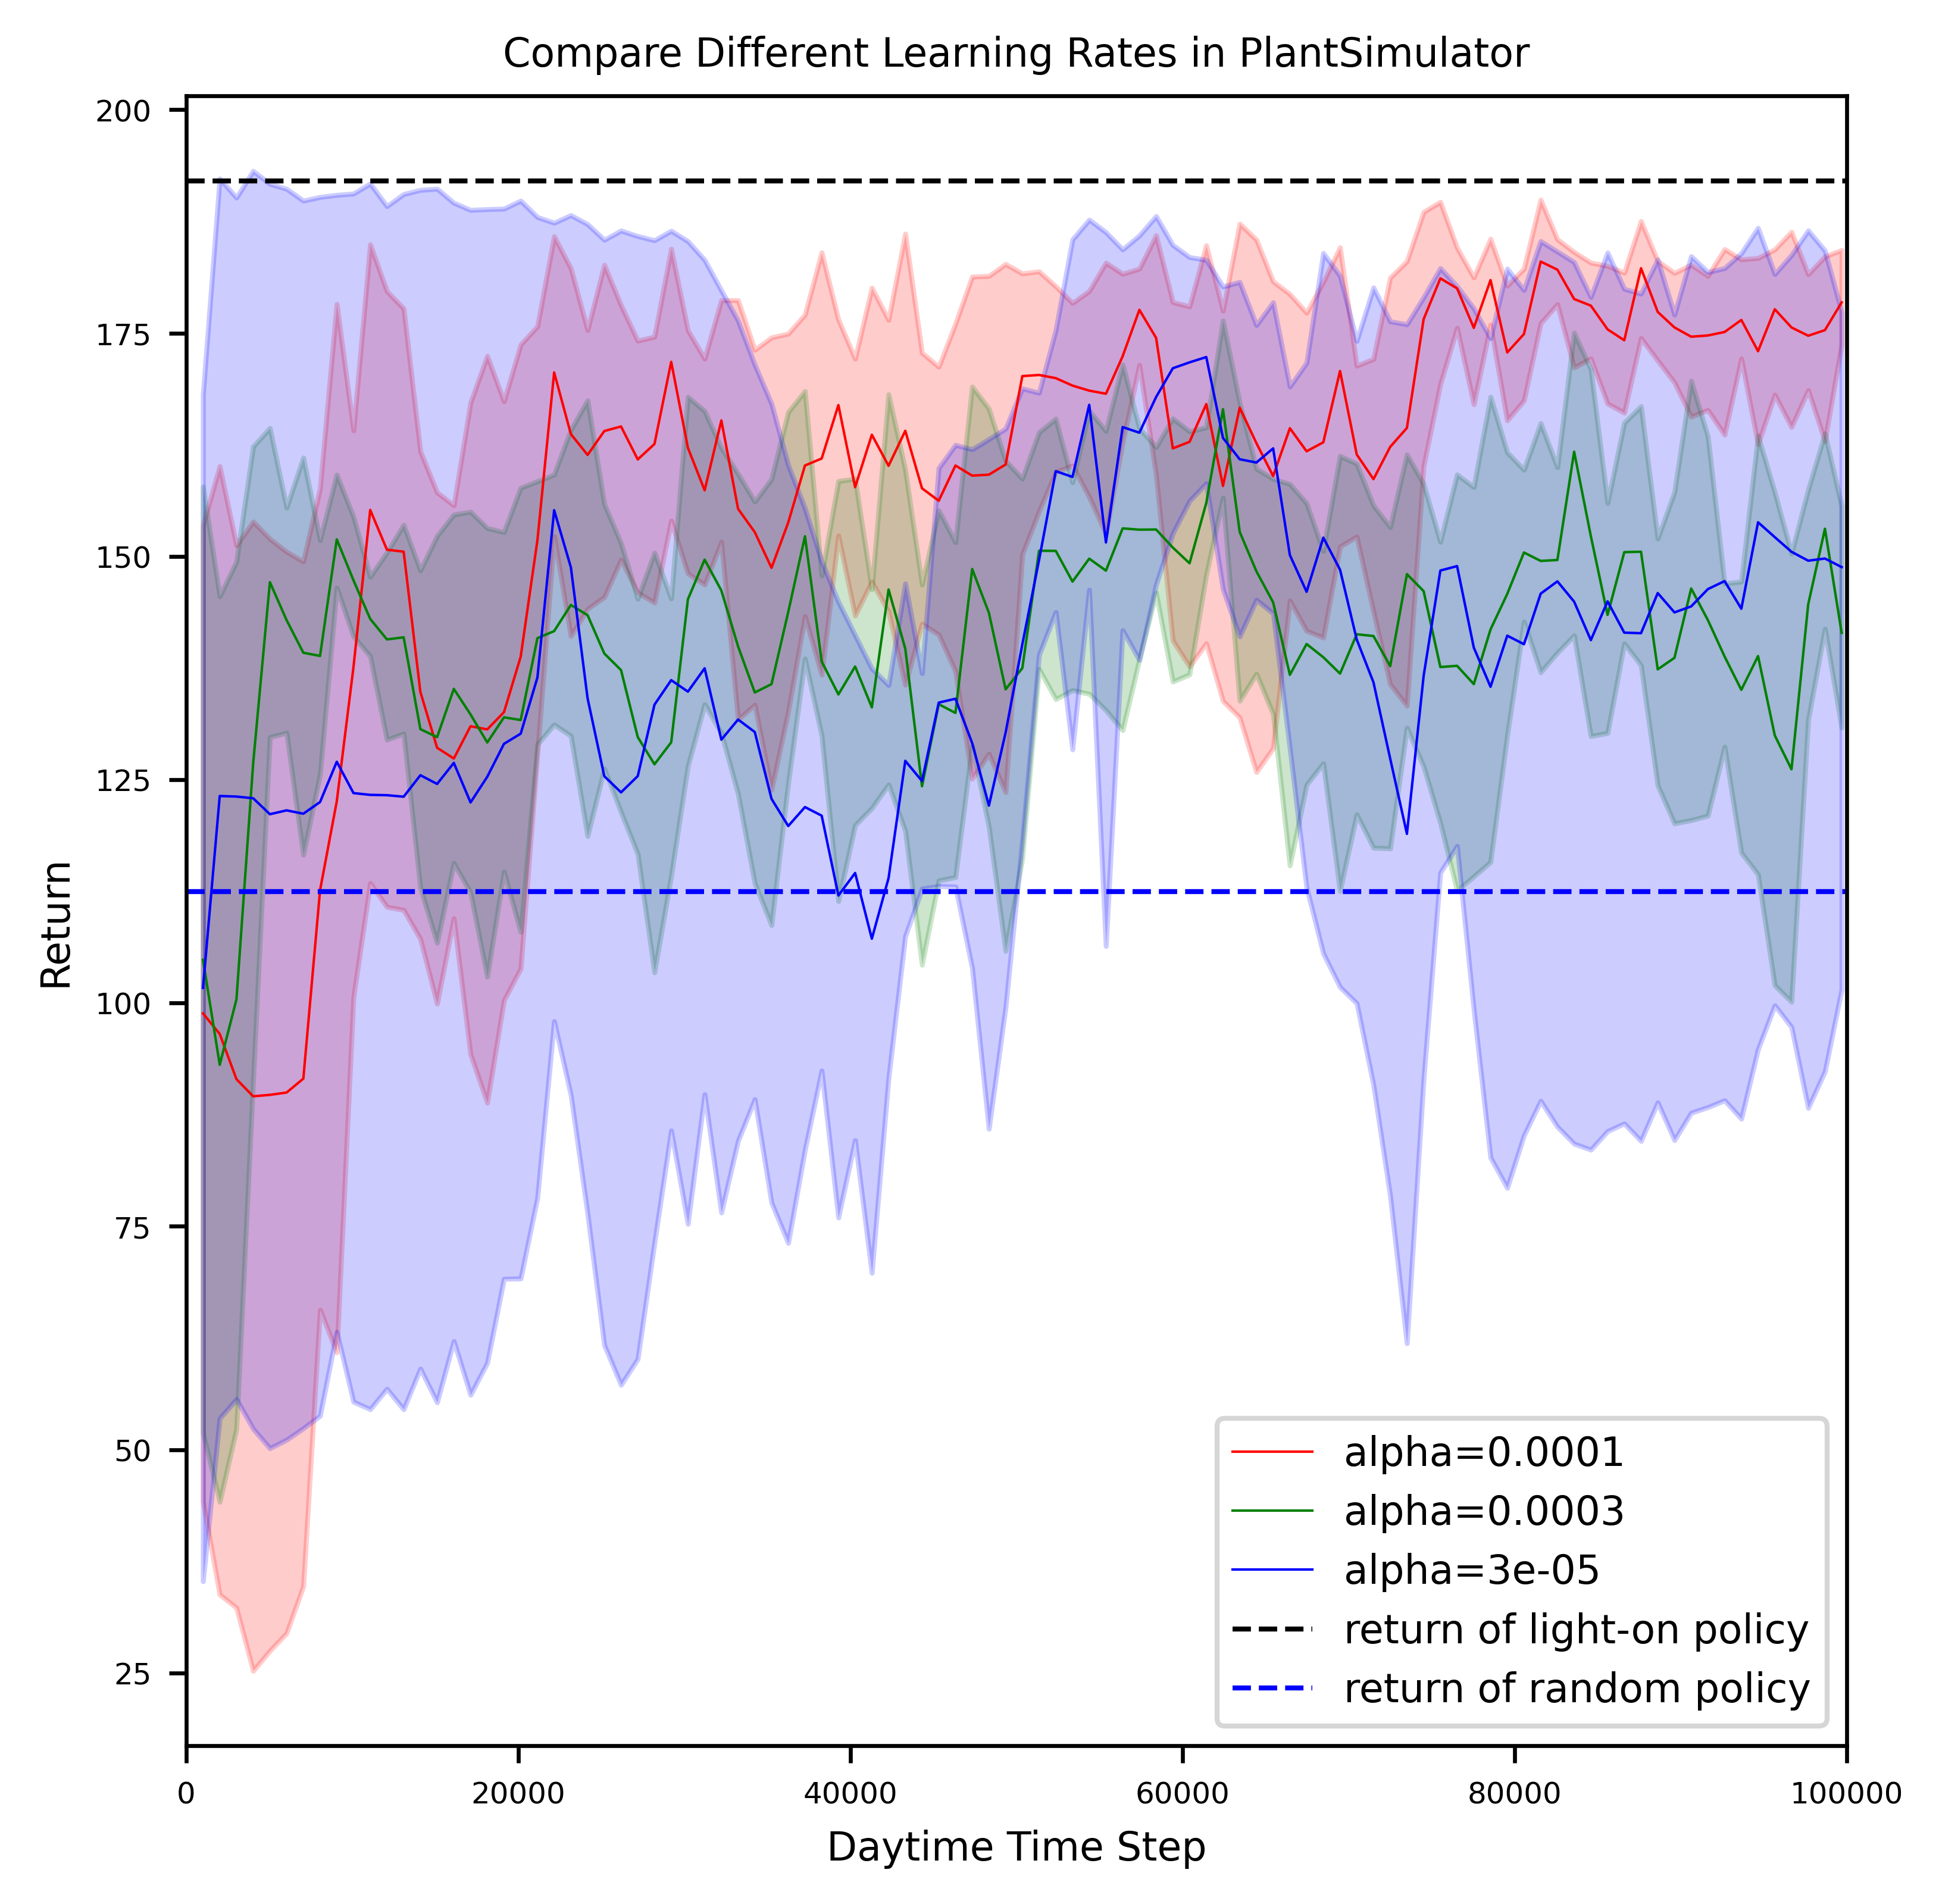 Compare Different Learning Rates in PlantSimulator
200
175
150
125
100
75
50
25
Return
0 20000 40000 60000 80000 100000
Daytime Time Step
alpha=0.0001
alpha=0.0003
alpha=3e-05
return of light-on policy
return of random policy